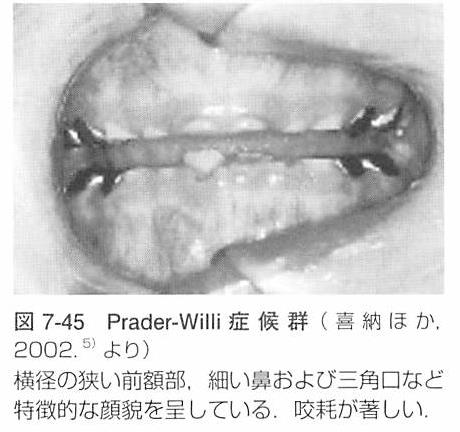 図 7-45 Prader-Willi 症候群（喜納ほか,
2002.⁵⁾ より）
横径の狭い前額部，細い鼻および三角口など
特徴的な顔貌を呈している．咬耗が著しい．